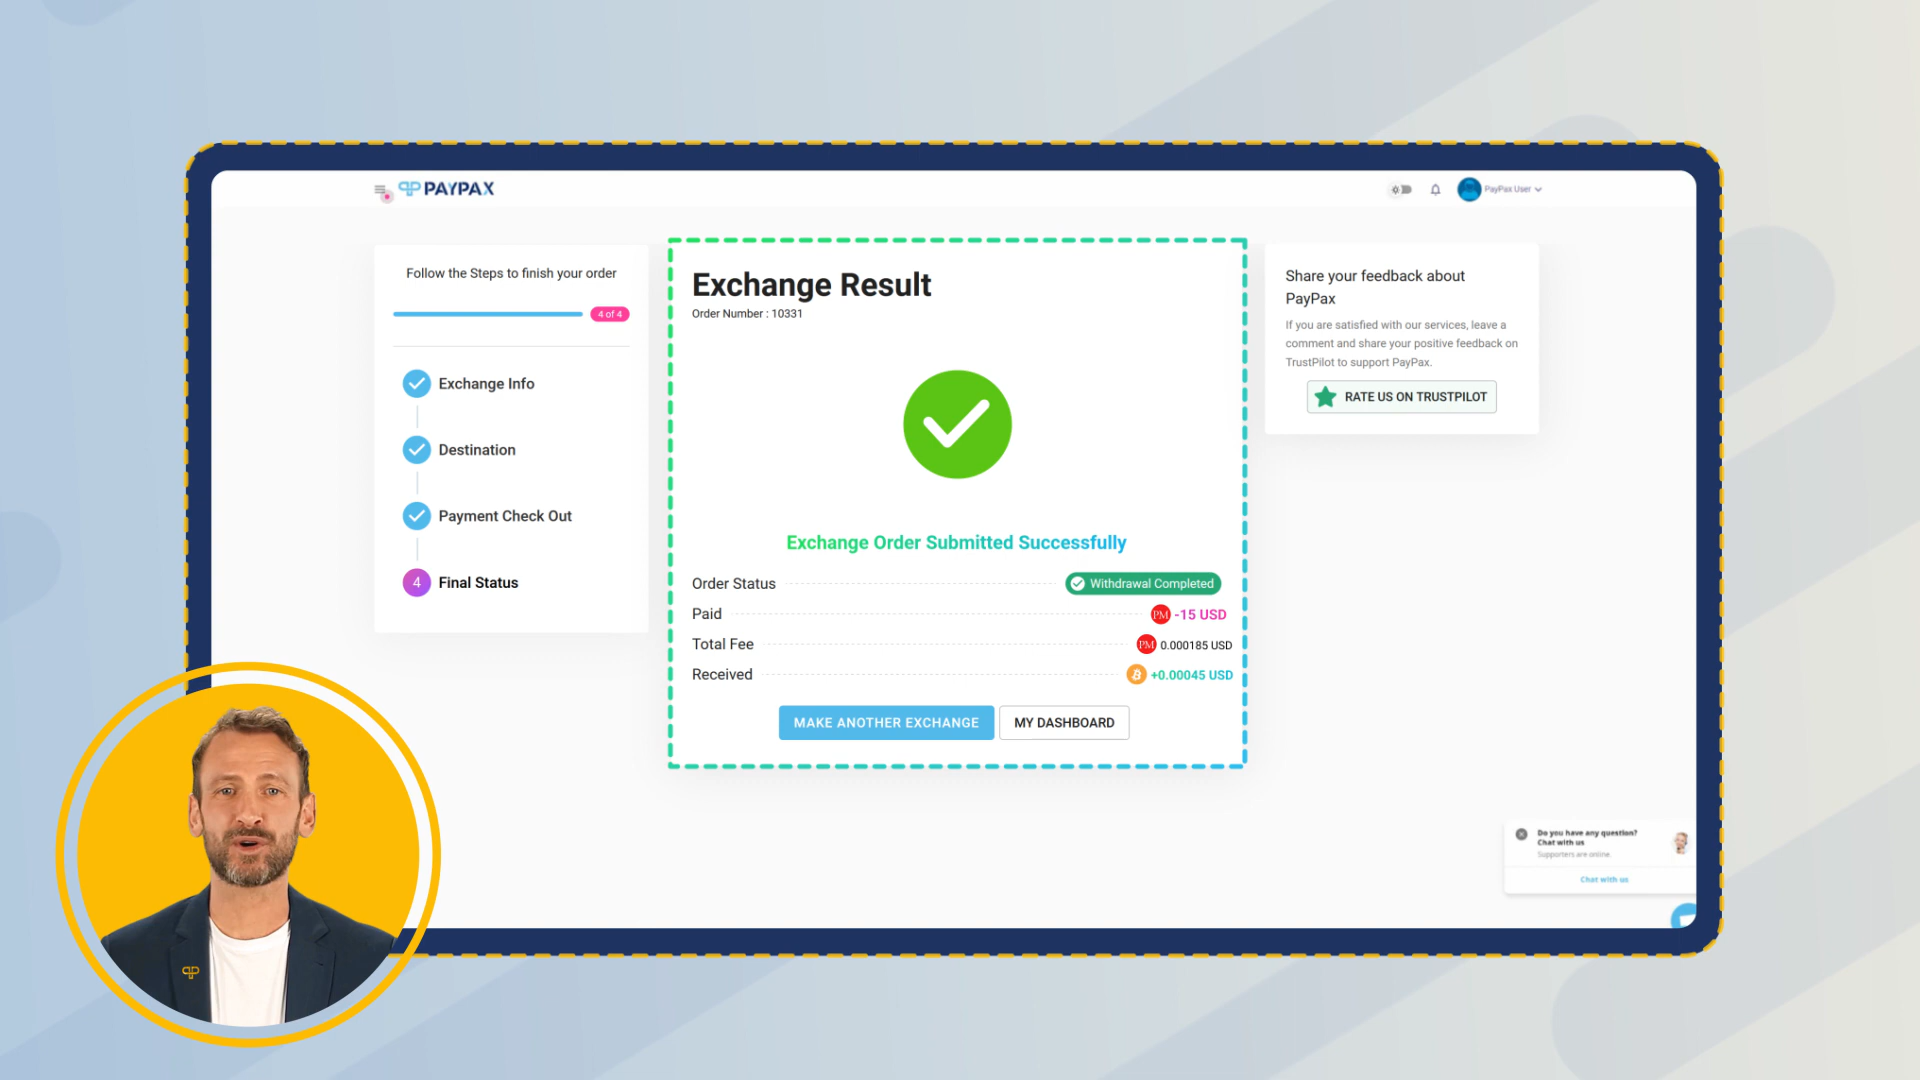 PAYPAX
PayPax User
Follow the Steps to finish your order
4 of 4
Exchange Info
Destination
Payment Check Out
4 Final Status
Exchange Result
Order Number : 10331
Exchange Order Submitted Successfully
Order Status Withdrawal Completed
Paid PM -15 USD
Total Fee PM 0.000185 USD
Received +0.00045 USD
MAKE ANOTHER EXCHANGE MY DASHBOARD
Share your feedback about
PayPax
If you are satisfied with our services, leave a
comment and share your positive feedback on
TrustPilot to support PayPax.
RATE US ON TRUSTPILOT
Do you have any question?
Chat with us
Supporters are online.
Chat with us